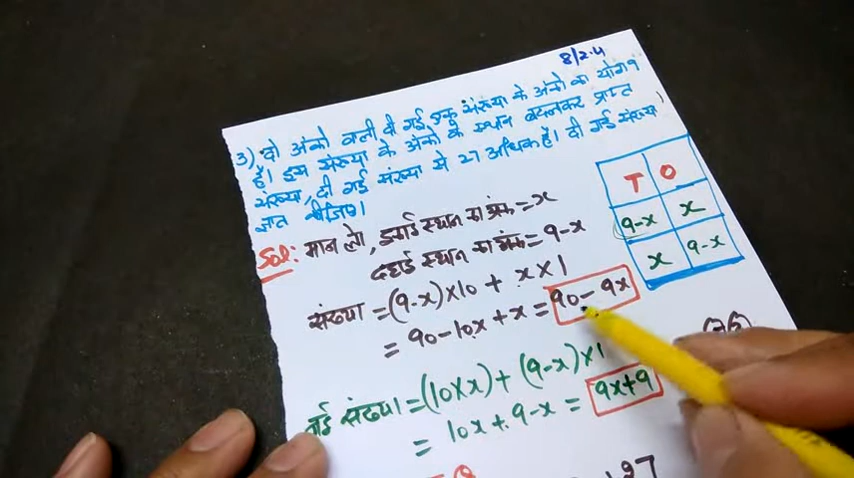 8/2.4
3) दो अंको वाली दी गई एक संख्या के अंको का योग 9
है। इस संख्या के अंको के स्थान बदलकर प्राप्त
संख्या, दी गई संख्या से 27 अधिक है। दी गई संख्या
ज्ञात कीजिए।
T O
9-x x
x 9-x
Sol: मान लो, इकाई स्थान का अंक = x
दहाई स्थान का अंक = 9-x
संख्या = (9-x)×10 + x×1
= 90-10x+x = 90-9x
नई संख्या = (10×x)+(9-x)×1
= 10x+9-x = 9x+9
+27